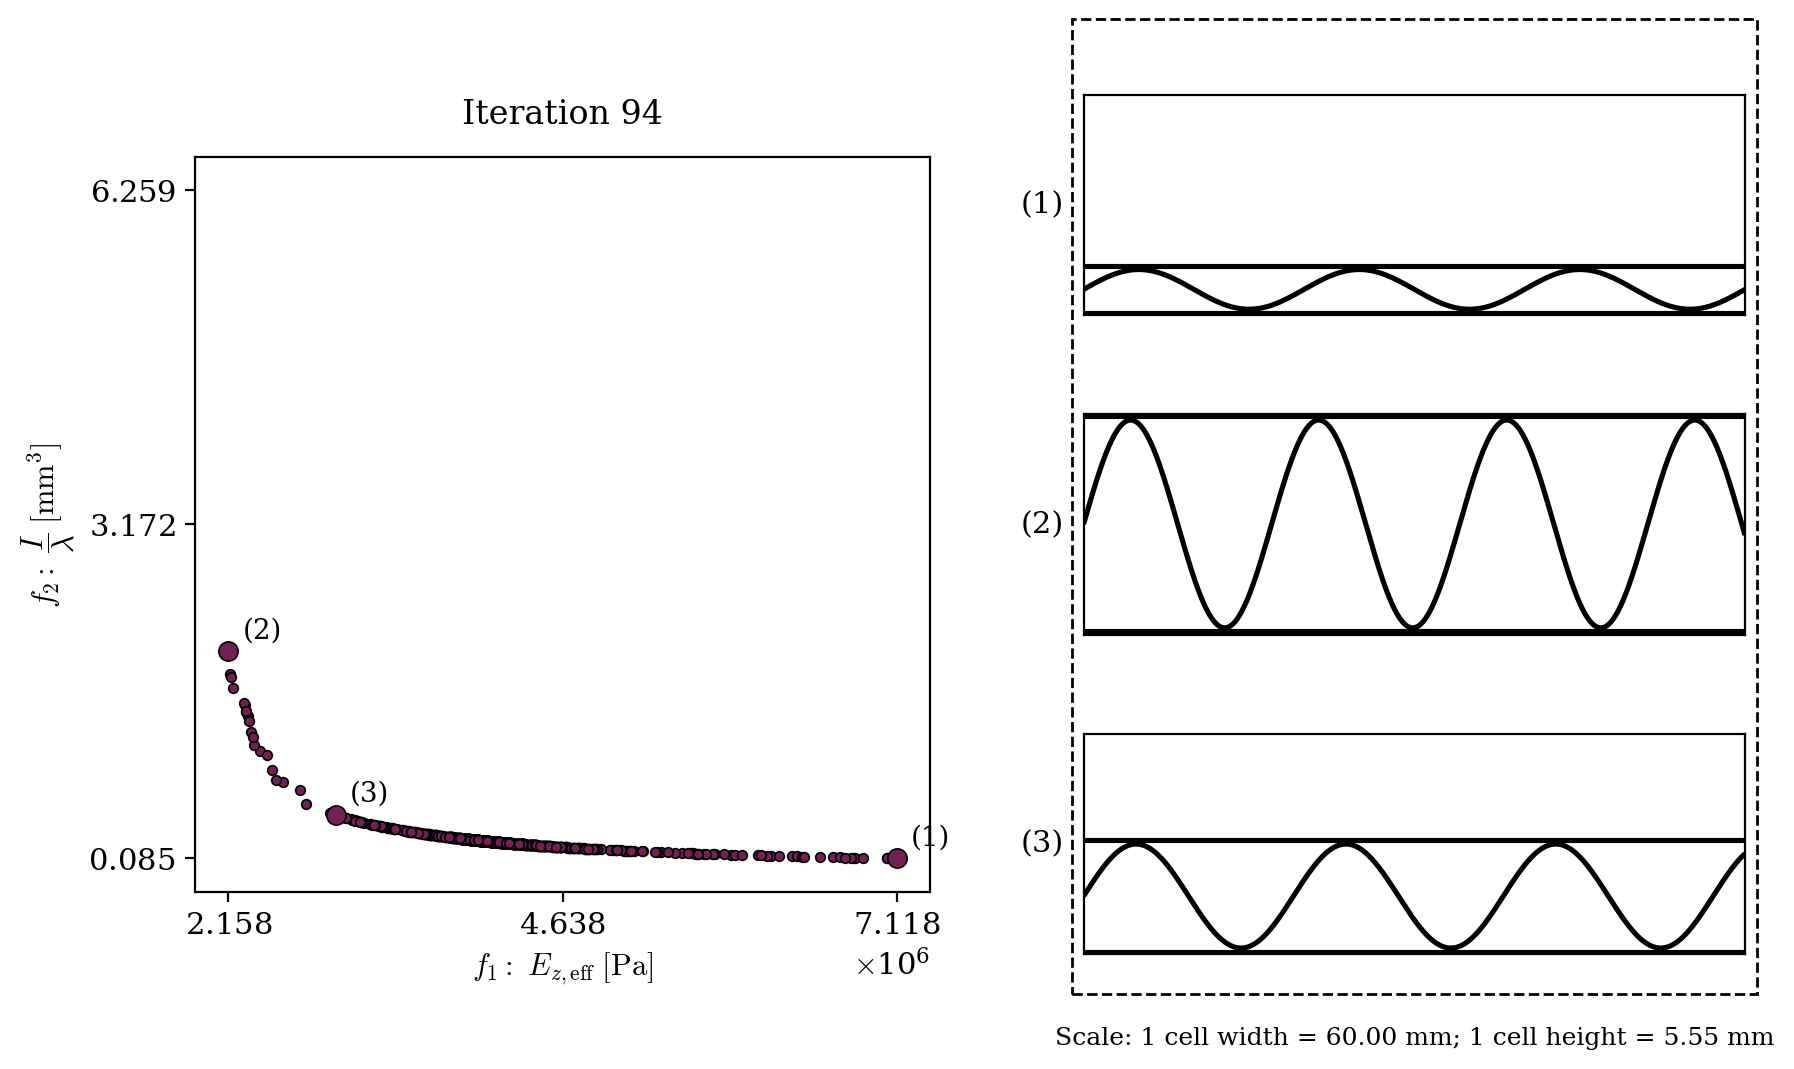 Iteration 94
6.259
3.172
0.085
f₂ : I/λ [mm³]
(2)
(3)
(1)
2.158 4.638 7.118
×10⁶
f₁ : E_{z,eff} [Pa]
(1)
(2)
(3)
Scale: 1 cell width = 60.00 mm; 1 cell height = 5.55 mm